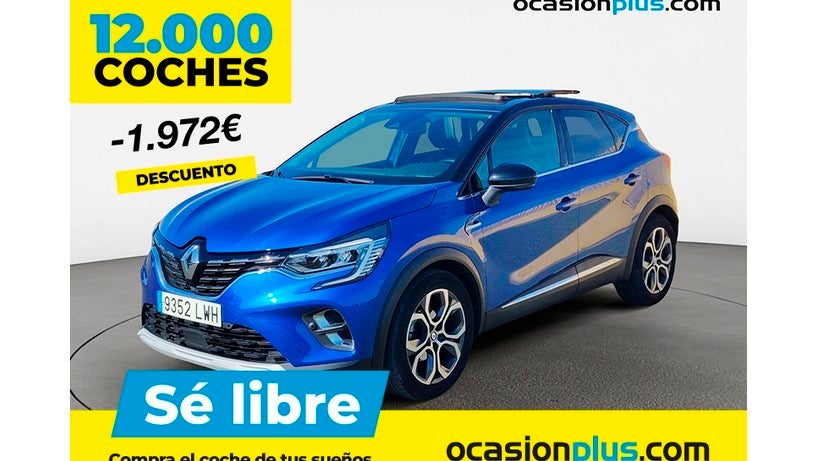 ocasionplus.com
12.000
COCHES
-1.972€
DESCUENTO
9352 LWH
Sé libre
Compra el coche de tus sueños
ocasionplus.com